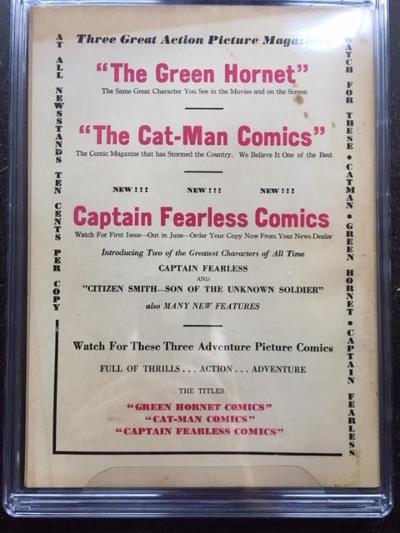 Three Great Action Picture Magazines
AT ALL NEWSSTANDS TEN CENTS PER COPY
"The Green Hornet"
The Same Great Character You See in the Movies and on the Screen
"The Cat-Man Comics"
The Comic Magazine that has Stormed the Country. We Believe It One of the Best
NEW!!! NEW!!! NEW!!!
Captain Fearless Comics
Watch For First Issue—Out in June—Order Your Copy Now From Your News Dealer
Introducing Two of the Greatest Characters of All Time
CAPTAIN FEARLESS
AND
"CITIZEN SMITH—SON OF THE UNKNOWN SOLDIER"
also MANY NEW FEATURES
Watch For These Three Adventure Picture Comics
FULL OF THRILLS . . . ACTION . . . ADVENTURE
THE TITLES:
"GREEN HORNET COMICS"
"CAT-MAN COMICS"
"CAPTAIN FEARLESS COMICS"
WATCH FOR THESE • CATMAN • GREEN HORNET • CAPTAIN FEARLESS